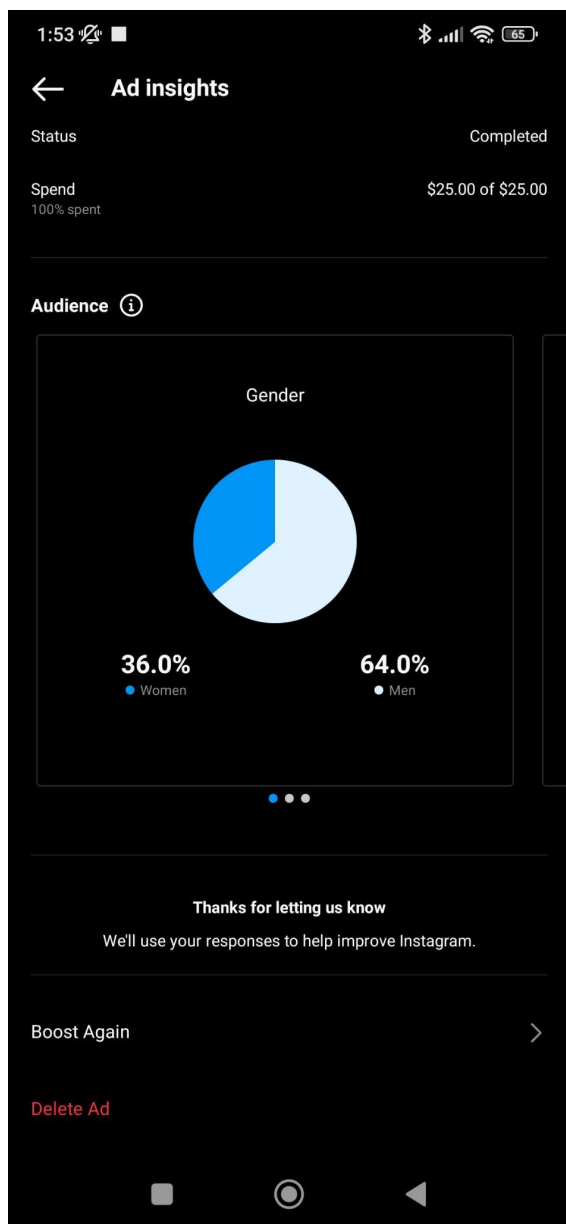 1:53
65
Ad insights
Status Completed
Spend $25.00 of $25.00
100% spent
Audience
Gender
36.0% 64.0%
Women Men
Thanks for letting us know
We'll use your responses to help improve Instagram.
Boost Again
Delete Ad